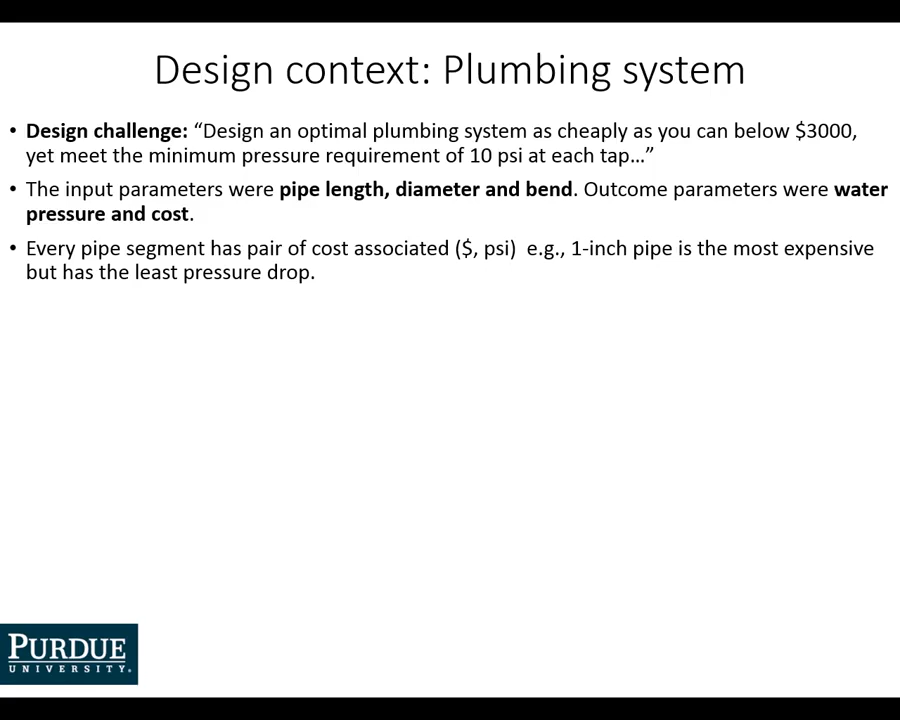 Design context: Plumbing system
• Design challenge: “Design an optimal plumbing system as cheaply as you can below $3000,
yet meet the minimum pressure requirement of 10 psi at each tap…”
• The input parameters were pipe length, diameter and bend. Outcome parameters were water
pressure and cost.
• Every pipe segment has pair of cost associated ($, psi)  e.g., 1-inch pipe is the most expensive
but has the least pressure drop.
PURDUE
UNIVERSITY.